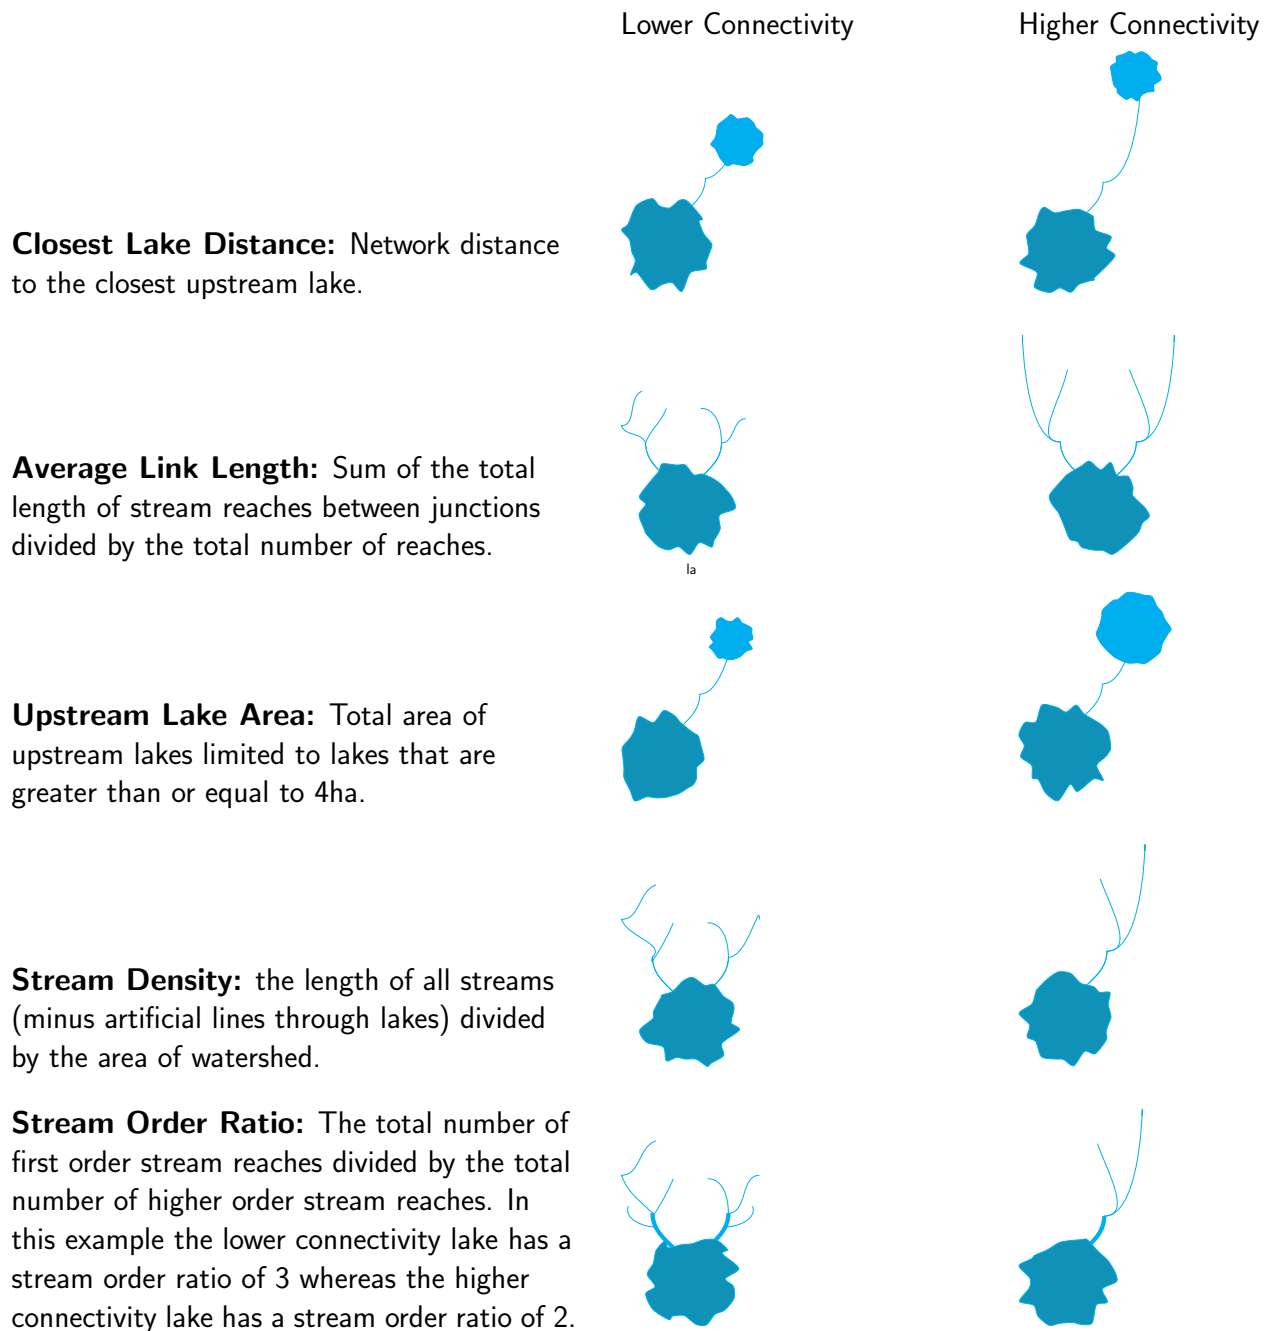 Lower Connectivity
Higher Connectivity
Closest Lake Distance: Network distance
to the closest upstream lake.
Average Link Length: Sum of the total
length of stream reaches between junctions
divided by the total number of reaches.
la
Upstream Lake Area: Total area of
upstream lakes limited to lakes that are
greater than or equal to 4ha.
Stream Density: the length of all streams
(minus artificial lines through lakes) divided
by the area of watershed.
Stream Order Ratio: The total number of
first order stream reaches divided by the total
number of higher order stream reaches. In
this example the lower connectivity lake has a
stream order ratio of 3 whereas the higher
connectivity lake has a stream order ratio of 2.